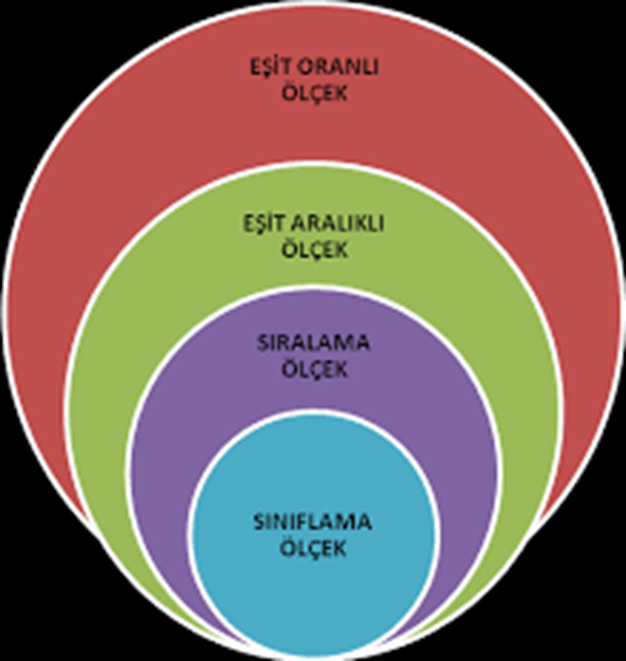 EŞİT ORANLI
ÖLÇEK
EŞİT ARALIKLI
ÖLÇEK
SIRALAMA
ÖLÇEK
SINIFLAMA
ÖLÇEK